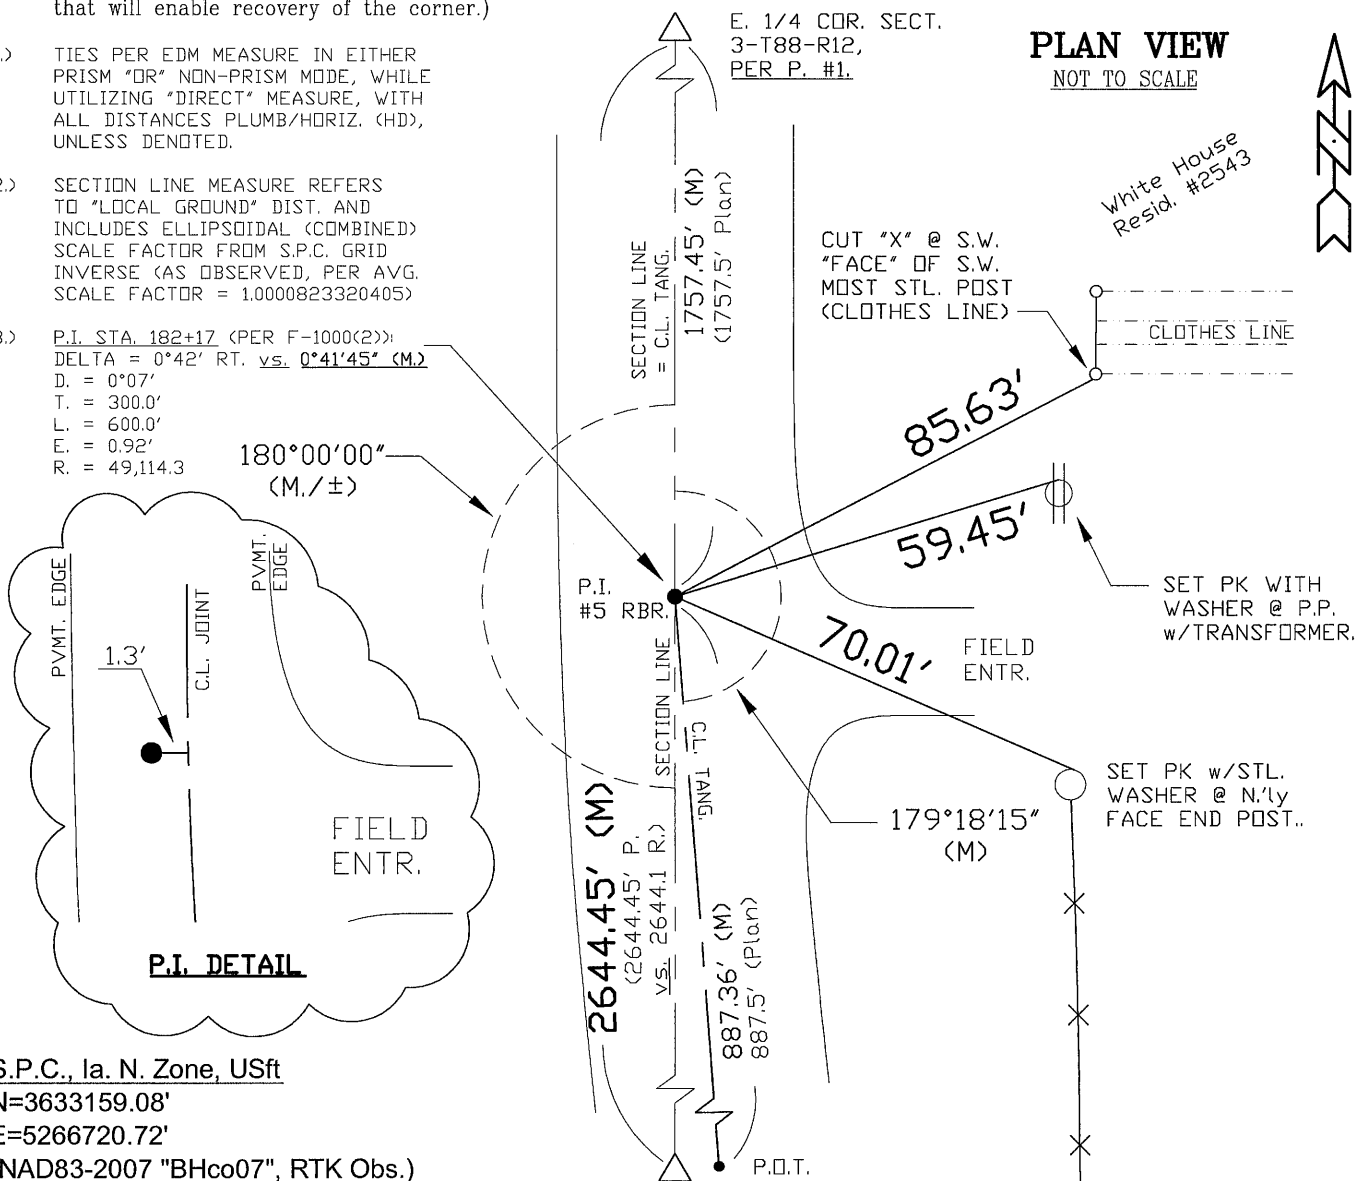 that will enable recovery of the corner.)
.) TIES PER EDM MEASURE IN EITHER
PRISM "OR" NON-PRISM MODE, WHILE
UTILIZING "DIRECT" MEASURE, WITH
ALL DISTANCES PLUMB/HORIZ. (HD),
UNLESS DENOTED.
2.) SECTION LINE MEASURE REFERS
TO "LOCAL GROUND" DIST. AND
INCLUDES ELLIPSOIDAL (COMBINED)
SCALE FACTOR FROM S.P.C. GRID
INVERSE (AS OBSERVED, PER AVG.
SCALE FACTOR = 1.0000823320405)
3.) P.I. STA. 182+17 (PER F-1000(2)):
DELTA = 0°42' RT. vs. 0°41'45" (M.)
D. = 0°07'
T. = 300.0'
L. = 600.0'
E. = 0.92'
R. = 49,114.3
180°00'00"
(M./±)
E. 1/4 COR. SECT.
3-T88-R12,
PER P. #1.
PLAN VIEW
NOT TO SCALE
N
White House
Resid. #2543
SECTION LINE
= C.L. TANG.
1757.45' (M)
(1757.5' Plan)
CUT "X" @ S.W.
"FACE" OF S.W.
MOST STL. POST
(CLOTHES LINE)
CLOTHES LINE
85.63'
59.45'
SET PK WITH
WASHER @ P.P.
w/TRANSFORMER.
P.I.
#5 RBR.
70.01'
FIELD
ENTR.
SET PK w/STL.
WASHER @ N.'ly
FACE END POST..
179°18'15"
(M)
SECTION LINE
C.L. TANG.
2644.45' (M)
(2644.45' P.
vs. 2644.1 R.)
887.36' (M)
887.5' (Plan)
P.O.T.
PVMT. EDGE
C.L. JOINT
PVMT.
EDGE
1.3'
FIELD
ENTR.
P.I. DETAIL
S.P.C., Ia. N. Zone, USft
N=3633159.08'
E=5266720.72'
NAD83-2007 "BHco07", RTK Obs.)